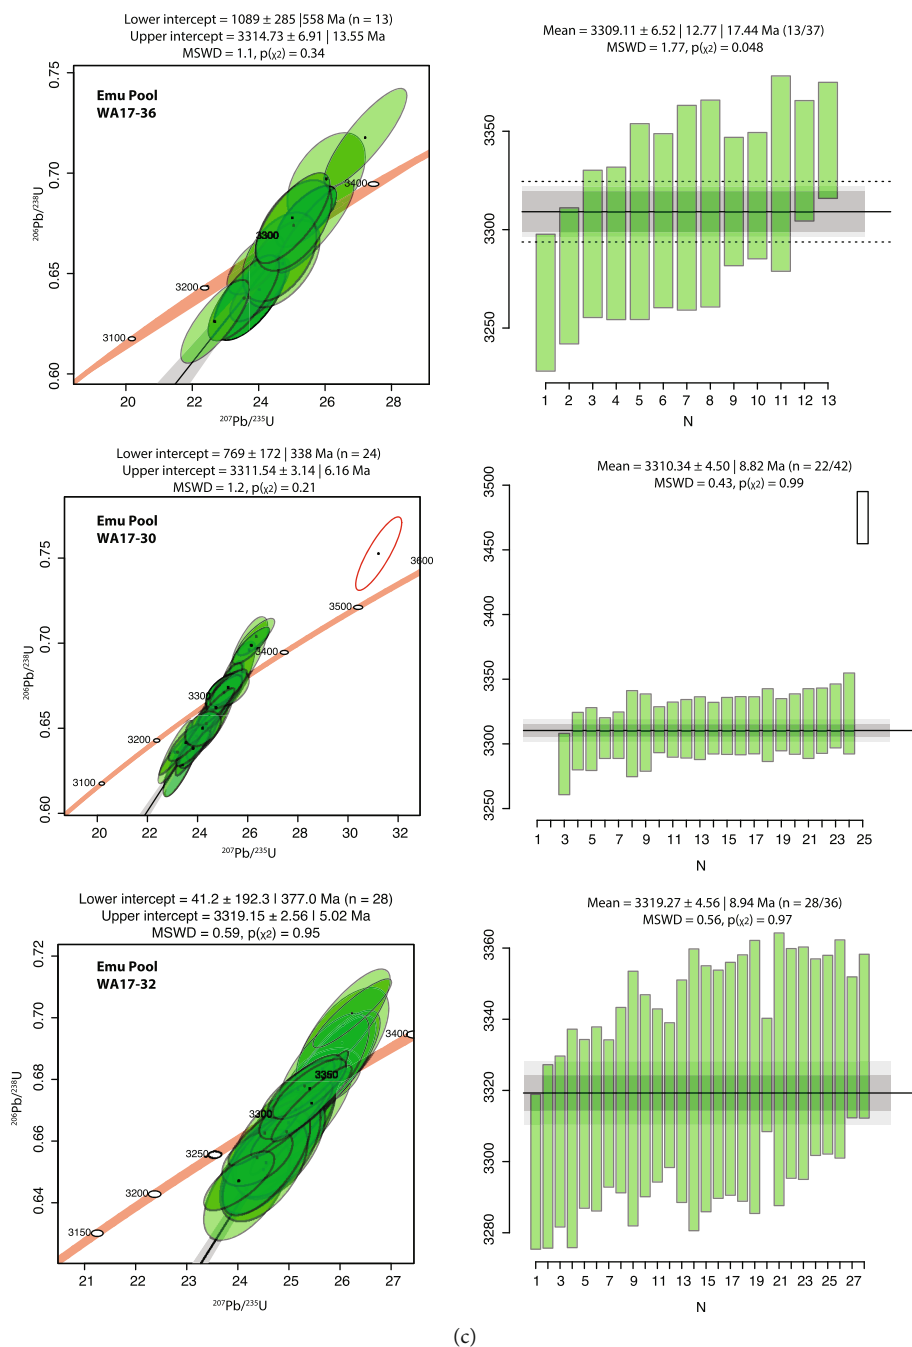 Lower intercept = 1089 ± 285 |558 Ma (n = 13)
Upper intercept = 3314.73 ± 6.91 | 13.55 Ma
MSWD = 1.1, p(χ2) = 0.34
Emu Pool
WA17-36
0.75
0.70
0.65
0.60
206Pb/238U
3400
3300
3200
3100
20 22 24 26 28
207Pb/235U
Mean = 3309.11 ± 6.52 | 12.77 | 17.44 Ma (13/37)
MSWD = 1.77, p(χ2) = 0.048
3350
3300
3250
1 2 3 4 5 6 7 8 9 10 11 12 13
N
Lower intercept = 769 ± 172 | 338 Ma (n = 24)
Upper intercept = 3311.54 ± 3.14 | 6.16 Ma
MSWD = 1.2, p(χ2) = 0.21
Emu Pool
WA17-30
0.75
0.70
0.65
0.60
206Pb/238U
3600
3500
3400
3300
3200
3100
20 22 24 26 28 30 32
207Pb/235U
Mean = 3310.34 ± 4.50 | 8.82 Ma (n = 22/42)
MSWD = 0.43, p(χ2) = 0.99
3500
3450
3400
3350
3300
3250
1 3 5 7 9 11 13 15 17 19 21 23 25
N
Lower intercept = 41.2 ± 192.3 | 377.0 Ma (n = 28)
Upper intercept = 3319.15 ± 2.56 | 5.02 Ma
MSWD = 0.59, p(χ2) = 0.95
Emu Pool
WA17-32
0.72
0.70
0.68
0.66
0.64
206Pb/238U
3400
3350
3300
3250
3200
3150
21 22 23 24 25 26 27
207Pb/235U
Mean = 3319.27 ± 4.56 | 8.94 Ma (n = 28/36)
MSWD = 0.56, p(χ2) = 0.97
3360
3340
3320
3300
3280
1 3 5 7 9 11 13 15 17 19 21 23 25 27
N
(c)